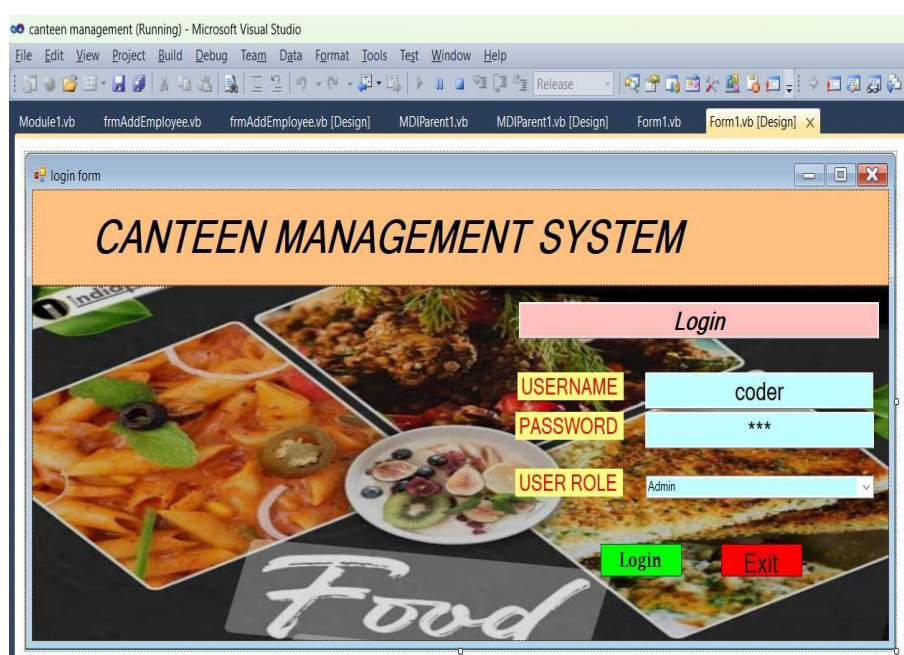 canteen management (Running) - Microsoft Visual Studio
File Edit View Project Build Debug Team Data Format Tools Test Window Help
Release
Module1.vb frmAddEmployee.vb frmAddEmployee.vb [Design] MDIParent1.vb MDIParent1.vb [Design] Form1.vb Form1.vb [Design] X
login form
CANTEEN MANAGEMENT SYSTEM
Login
USERNAME coder
PASSWORD ***
USER ROLE Admin
Login Exit
Food